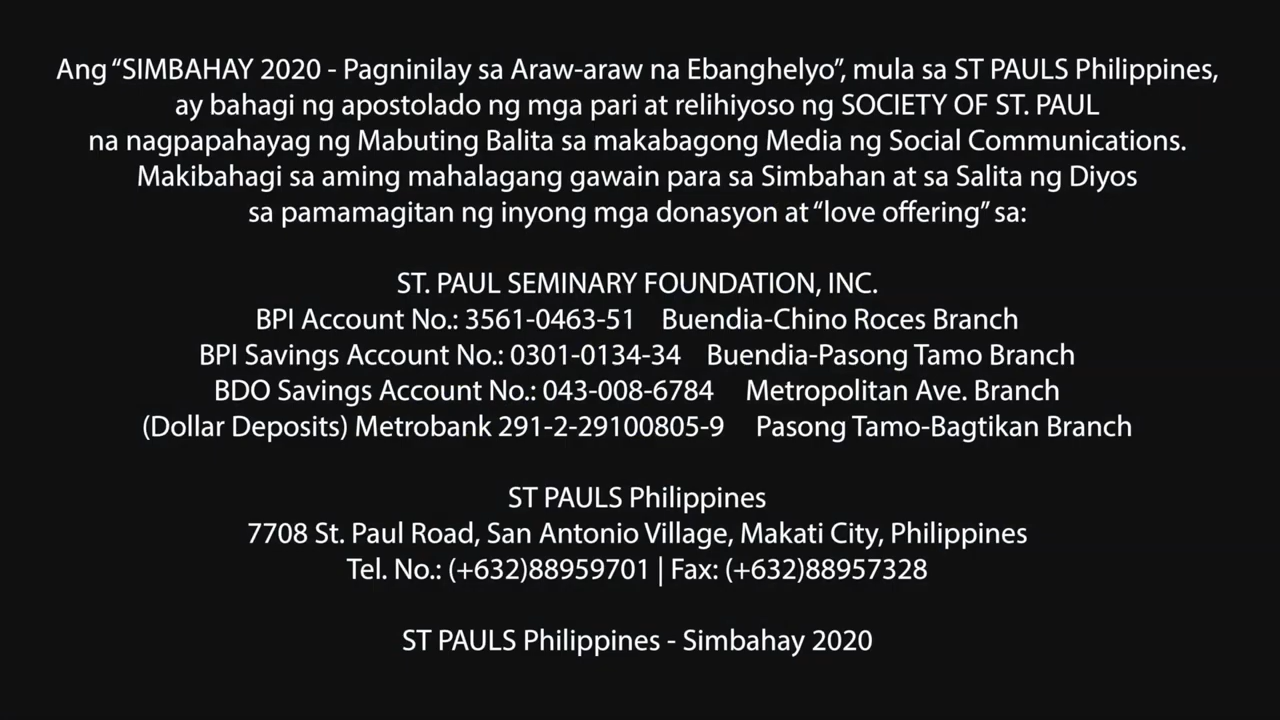 Ang “SIMBAHAY 2020 - Pagninilay sa Araw-araw na Ebanghelyo”, mula sa ST PAULS Philippines,
ay bahagi ng apostolado ng mga pari at relihiyoso ng SOCIETY OF ST. PAUL
na nagpapahayag ng Mabuting Balita sa makabagong Media ng Social Communications.
Makibahagi sa aming mahalagang gawain para sa Simbahan at sa Salita ng Diyos
sa pamamagitan ng inyong mga donasyon at “love offering” sa:
ST. PAUL SEMINARY FOUNDATION, INC.
BPI Account No.: 3561-0463-51 Buendia-Chino Roces Branch
BPI Savings Account No.: 0301-0134-34 Buendia-Pasong Tamo Branch
BDO Savings Account No.: 043-008-6784 Metropolitan Ave. Branch
(Dollar Deposits) Metrobank 291-2-29100805-9 Pasong Tamo-Bagtikan Branch
ST PAULS Philippines
7708 St. Paul Road, San Antonio Village, Makati City, Philippines
Tel. No.: (+632)88959701 | Fax: (+632)88957328
ST PAULS Philippines - Simbahay 2020